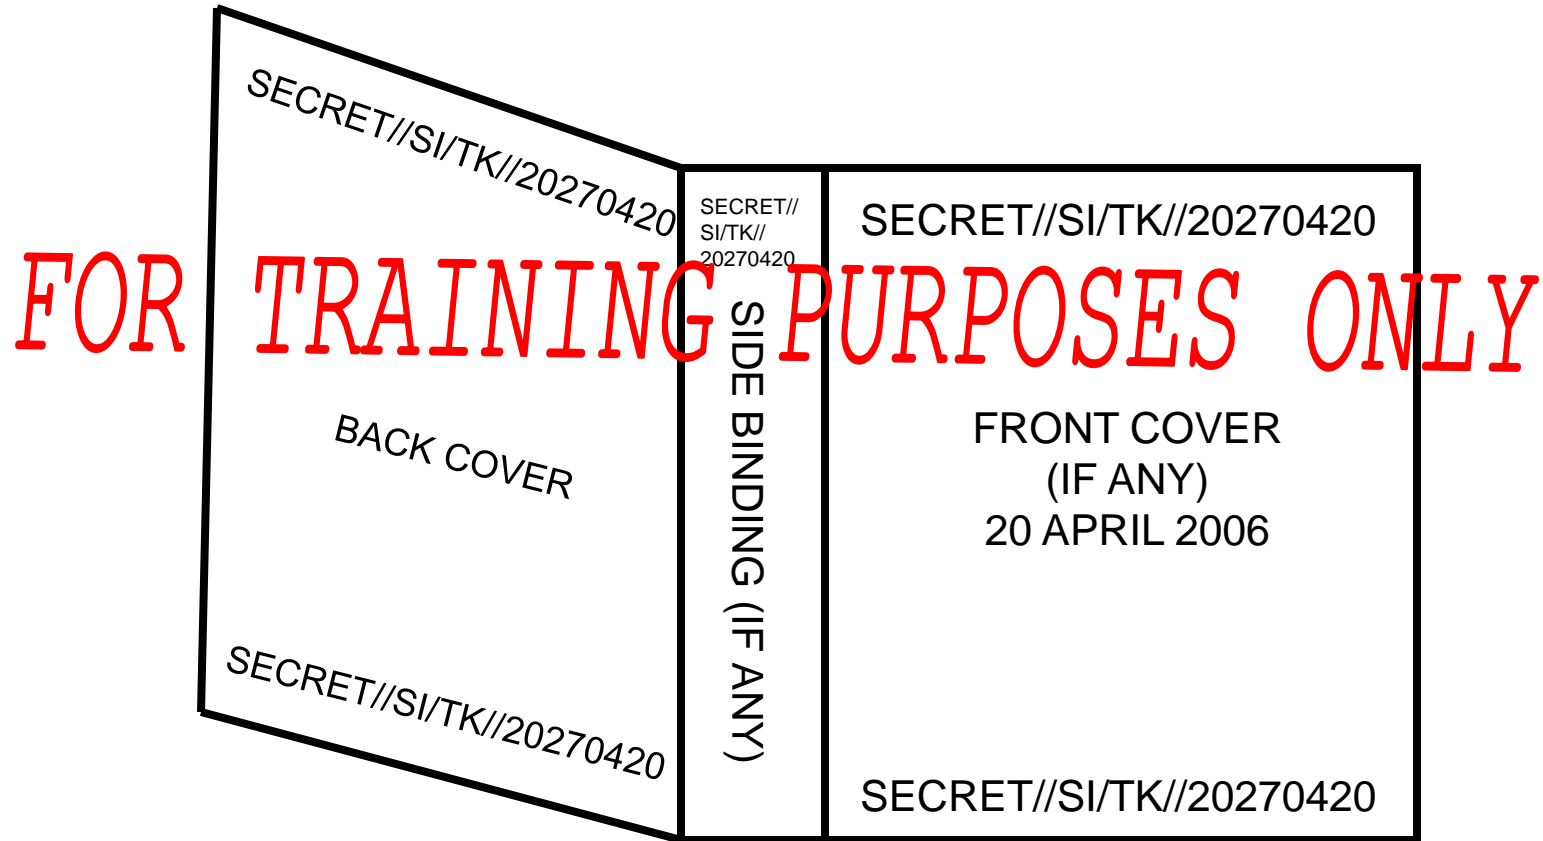 SECRET//SI/TK//20270420
SECRET//
SI/TK//
20270420
SECRET//SI/TK//20270420
FOR TRAINING PURPOSES ONLY
BACK COVER
SIDE BINDING (IF ANY)
FRONT COVER
(IF ANY)
20 APRIL 2006
SECRET//SI/TK//20270420
SECRET//SI/TK//20270420